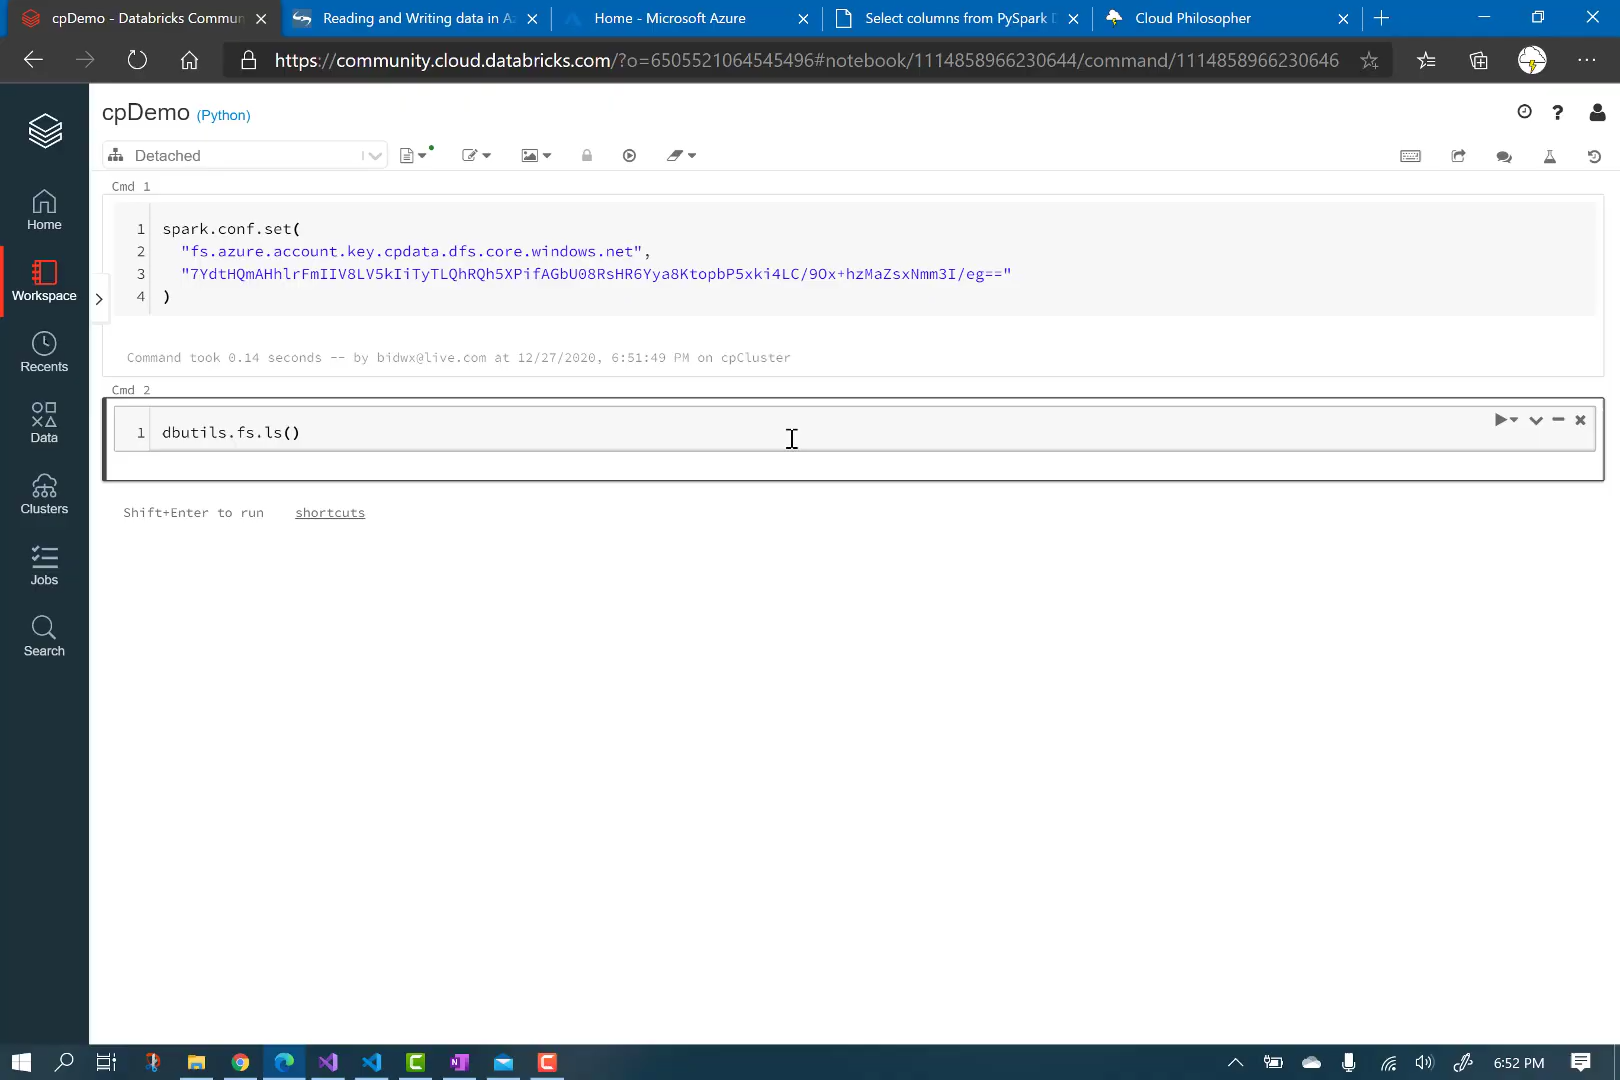 cpDemo - Databricks Commun
Reading and Writing data in Az
Home - Microsoft Azure
Select columns from PySpark D
Cloud Philosopher
https://community.cloud.databricks.com/?o=6505521064545496#notebook/1114858966230644/command/1114858966230646
cpDemo (Python)
Detached
Home
Workspace
Recents
Data
Clusters
Jobs
Search
Cmd 1
1 spark.conf.set(
2 "fs.azure.account.key.cpdata.dfs.core.windows.net",
3 "7YdtHQmAHhlrFmIIV8LV5kIiTyTLQhRQh5XPifAGbU08RsHR6Yya8KtopbP5xki4LC/9Ox+hzMaZsxNmm3I/eg=="
4 )
Command took 0.14 seconds -- by bidwx@live.com at 12/27/2020, 6:51:49 PM on cpCluster
Cmd 2
1 dbutils.fs.ls()
Shift+Enter to run shortcuts
6:52 PM